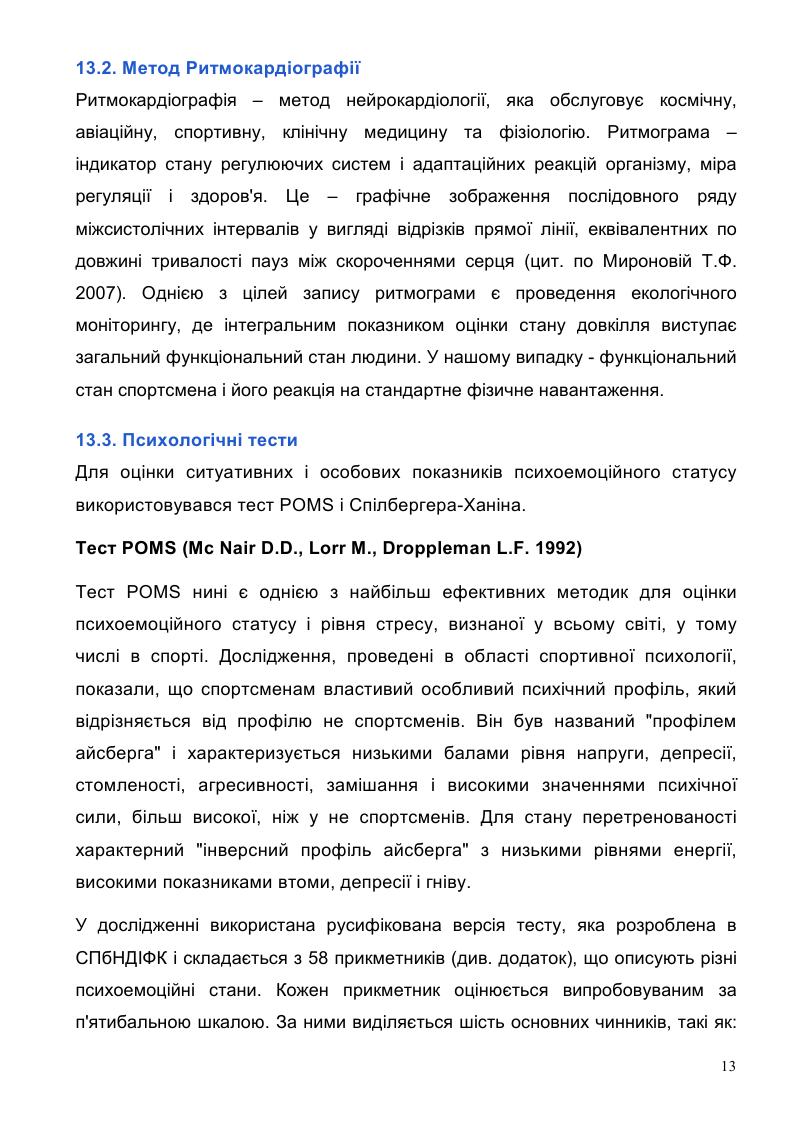 13.2. Метод Ритмокардіографії
Ритмокардіографія – метод нейрокардіології, яка обслуговує космічну,
авіаційну, спортивну, клінічну медицину та фізіологію. Ритмограма –
індикатор стану регулюючих систем і адаптаційних реакцій організму, міра
регуляції і здоров'я. Це – графічне зображення послідовного ряду
міжсистолічних інтервалів у вигляді відрізків прямої лінії, еквівалентних по
довжині тривалості пауз між скороченнями серця (цит. по Мироновій Т.Ф.
2007). Однією з цілей запису ритмограми є проведення екологічного
моніторингу, де інтегральним показником оцінки стану довкілля виступає
загальний функціональний стан людини. У нашому випадку - функціональний
стан спортсмена і його реакція на стандартне фізичне навантаження.
13.3. Психологічні тести
Для оцінки ситуативних і особових показників психоемоційного статусу
використовувався тест POMS і Спілбергера-Ханіна.
Тест POMS (Mc Nair D.D., Lorr M., Droppleman L.F. 1992)
Тест POMS нині є однією з найбільш ефективних методик для оцінки
психоемоційного статусу і рівня стресу, визнаної у всьому світі, у тому
числі в спорті. Дослідження, проведені в області спортивної психології,
показали, що спортсменам властивий особливий психічний профіль, який
відрізняється від профілю не спортсменів. Він був названий "профілем
айсберга" і характеризується низькими балами рівня напруги, депресії,
стомленості, агресивності, замішання і високими значеннями психічної
сили, більш високої, ніж у не спортсменів. Для стану перетренованості
характерний "інверсний профіль айсберга" з низькими рівнями енергії,
високими показниками втоми, депресії і гніву.
У дослідженні використана русифікована версія тесту, яка розроблена в
СПбНДІФК і складається з 58 прикметників (див. додаток), що описують різні
психоемоційні стани. Кожен прикметник оцінюється випробовуваним за
п'ятибальною шкалою. За ними виділяється шість основних чинників, такі як:
13